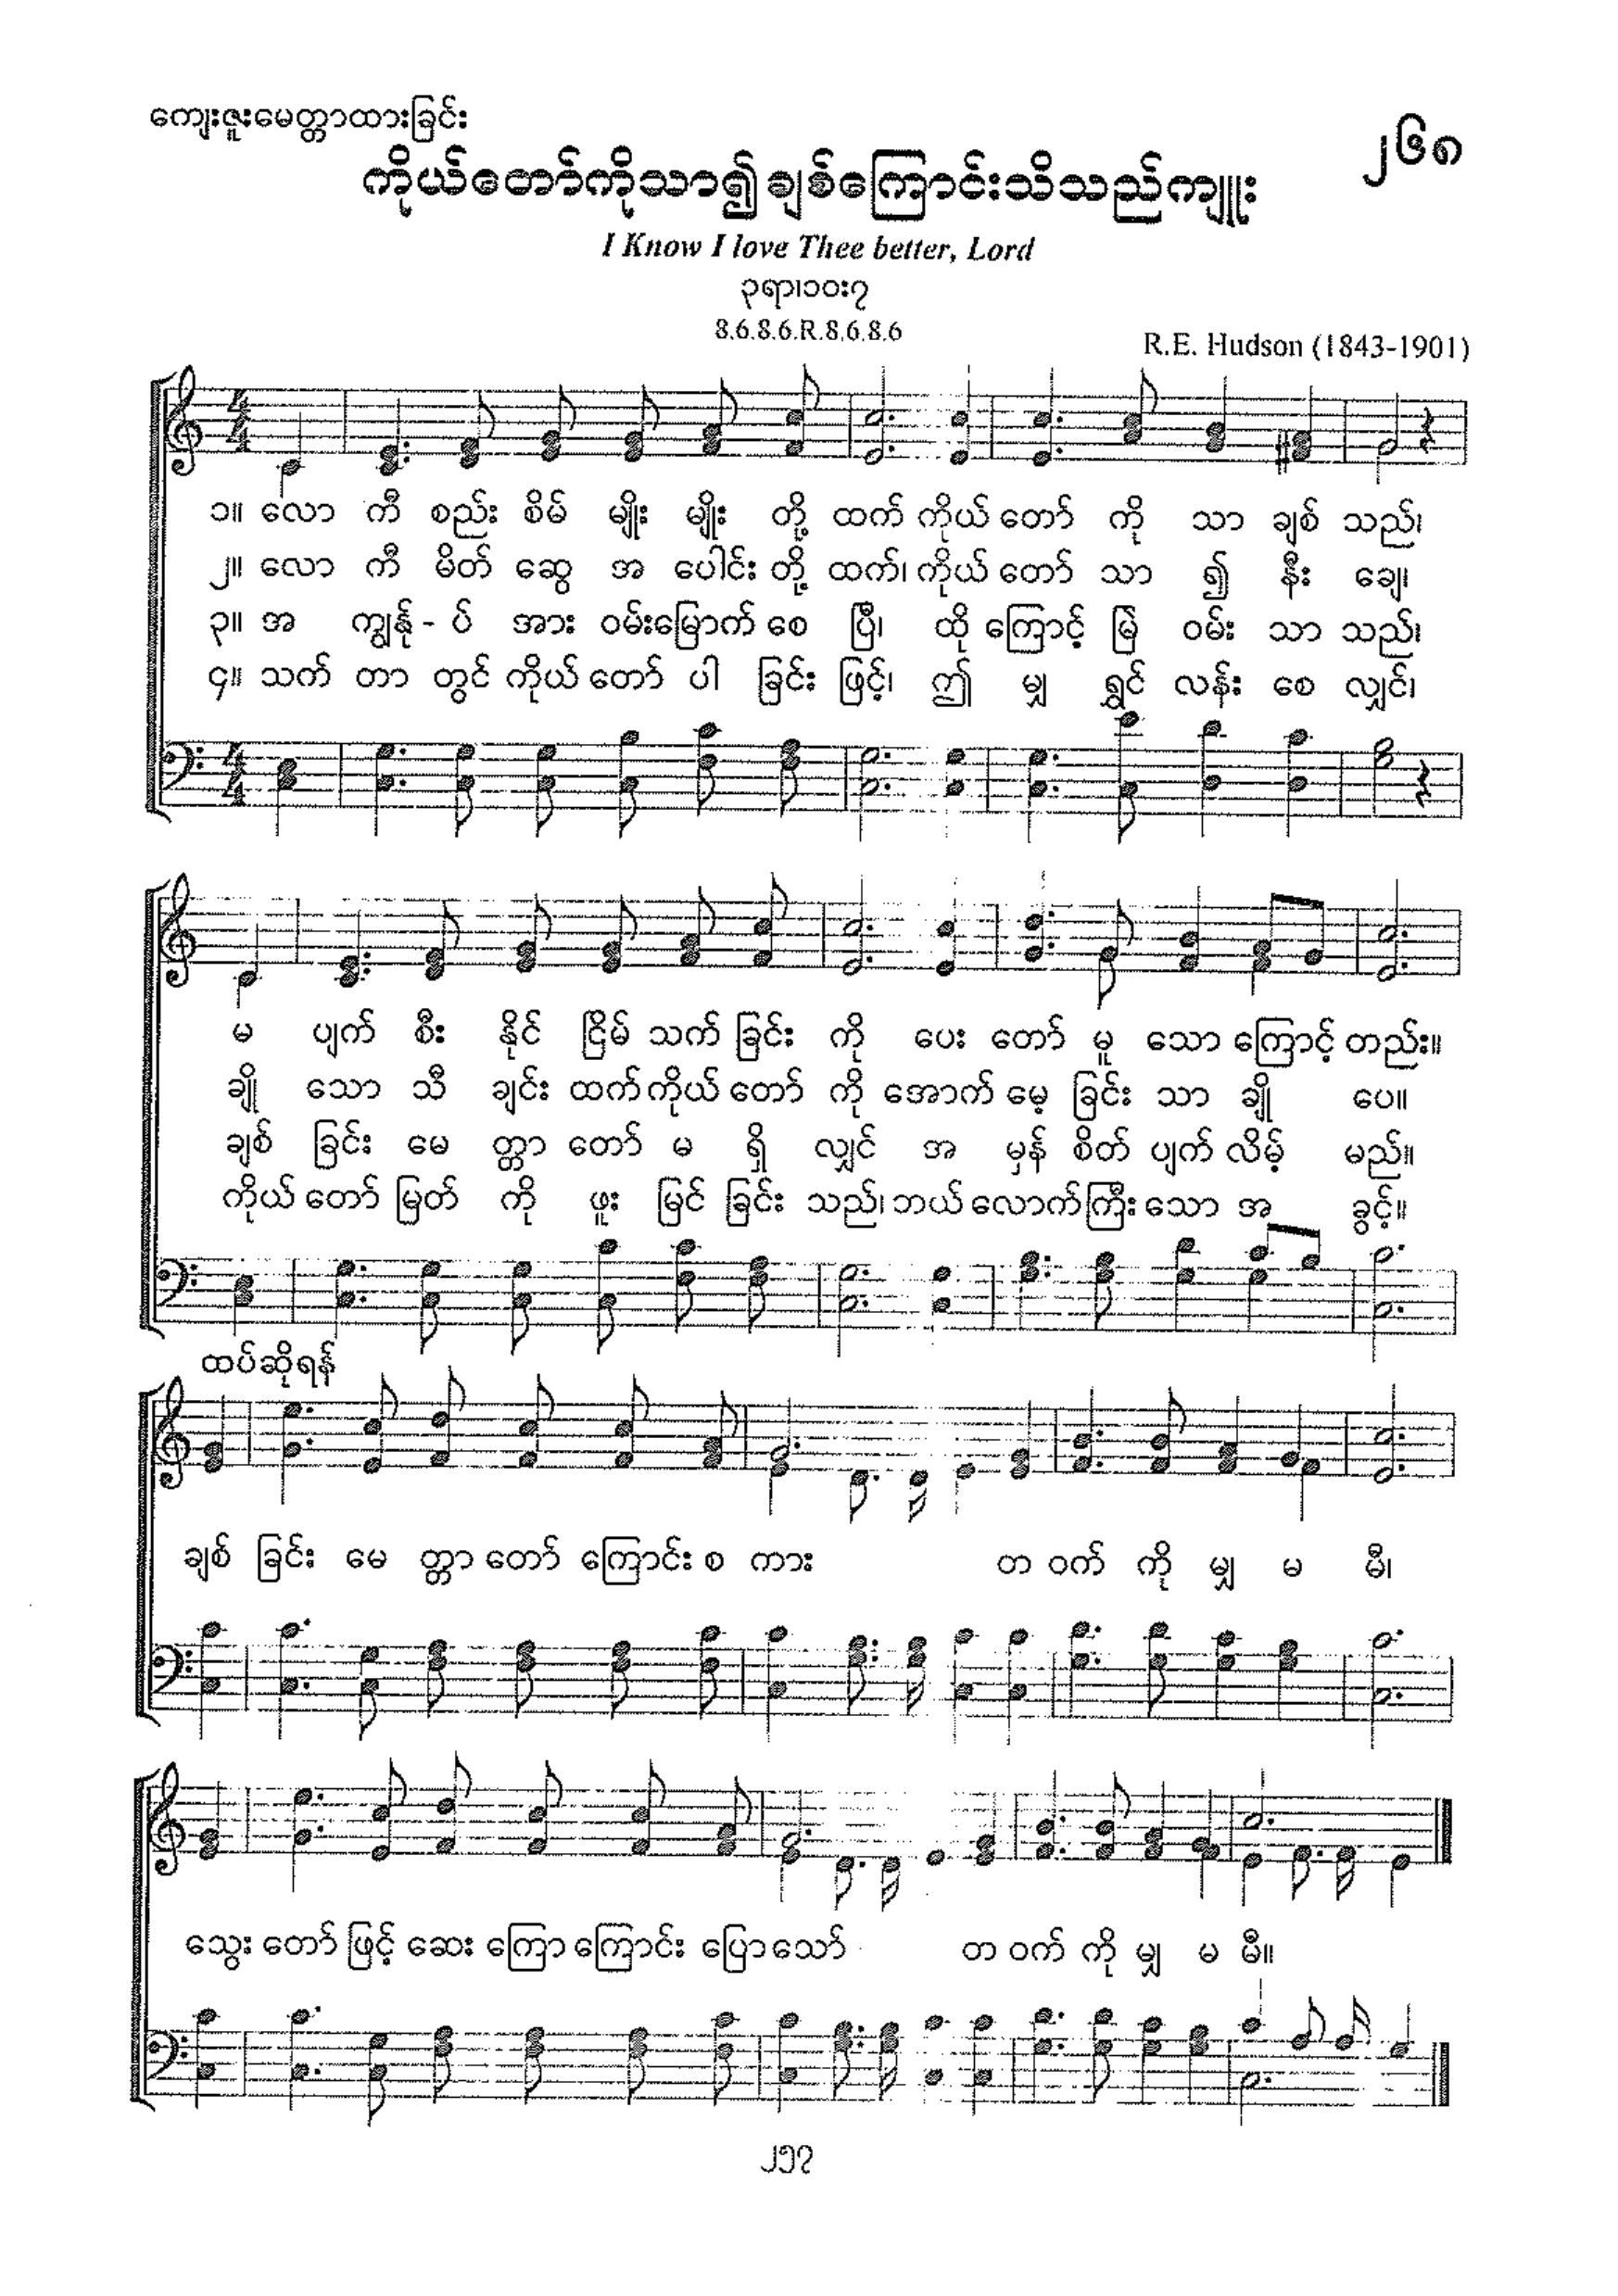 ကျေးဇူးမေတ္တာထားခြင်း
၂၆၈
ကိုယ်တော်ကိုသာ၍ချစ်ကြောင်းသိသည်ကျူး
I Know I love Thee better, Lord
၃ရာ၊၁၀း၇
8.6.8.6.R.8.6.8.6
R.E. Hudson (1843-1901)
၁။ လော ကီ စည်း စိမ် မျိုး မျိုး တို့ ထက် ကိုယ် တော် ကို သာ ချစ် သည်၊
၂။ လော ကီ မိတ် ဆွေ အ ပေါင်း တို့ ထက်၊ ကိုယ် တော် သာ ၍ နီး ချေ၊
၃။ အ ကျွန်ု - ပ် အား ဝမ်းမြောက် စေ ပြီ၊ ထို ကြောင့် မြဲ ဝမ်း သာ သည်၊
၄။ သက် တာ တွင် ကိုယ် တော် ပါ ခြင်း ဖြင့်၊ ဤ မျှ ရွှင် လန်း စေ လျှင်၊
မ ပျက် စီး နိုင် ငြိမ် သက် ခြင်း ကို ပေး တော် မူ သော ကြောင့် တည်း။
ချို သော သီ ချင်း ထက် ကိုယ် တော် ကို အောက် မေ့ ခြင်း သာ ချို ပေ။
ချစ် ခြင်း မေ တ္တာ တော် မ ရှိ လျှင် အ မှန် စိတ် ပျက် လိမ့် မည်။
ကိုယ် တော် မြတ် ကို ဖူး မြင် ခြင်း သည်၊ ဘယ် လောက် ကြီး သော အ ခွင့်။
ထပ်ဆိုရန်
ချစ် ခြင်း မေ တ္တာ တော် ကြောင်း စ ကား တ ဝက် ကို မျှ မ မီ၊
သွေး တော် ဖြင့် ဆေး ကြော ကြောင်း ပြော သော် တ ဝက် ကို မျှ မ မီ။
၂၅၇